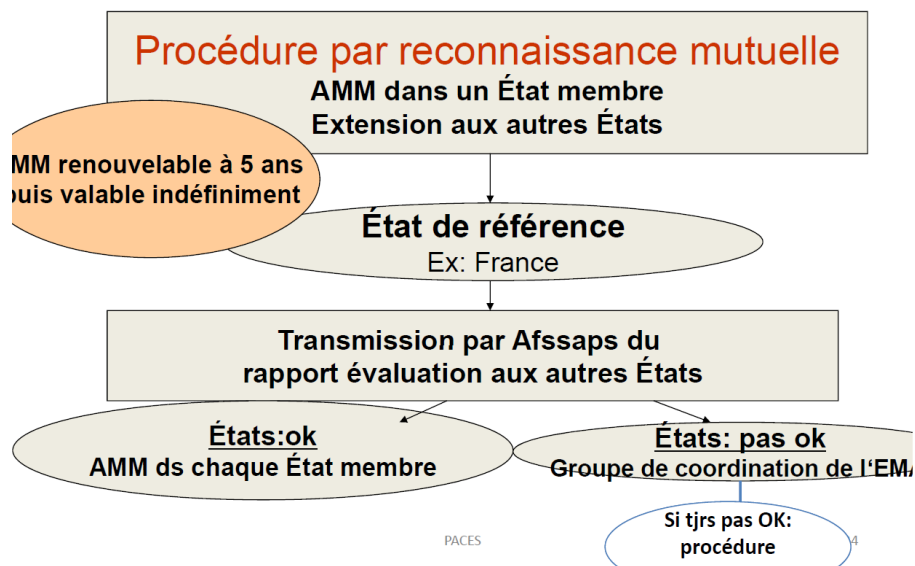 Procédure par reconnaissance mutuelle
AMM dans un État membre
Extension aux autres États
MM renouvelable à 5 ans
puis valable indéfiniment
État de référence
Ex: France
Transmission par Afssaps du
rapport évaluation aux autres États
États:ok
AMM ds chaque État membre
États: pas ok
Groupe de coordination de l'EMA
Si tjrs pas OK:
procédure
PACES
4